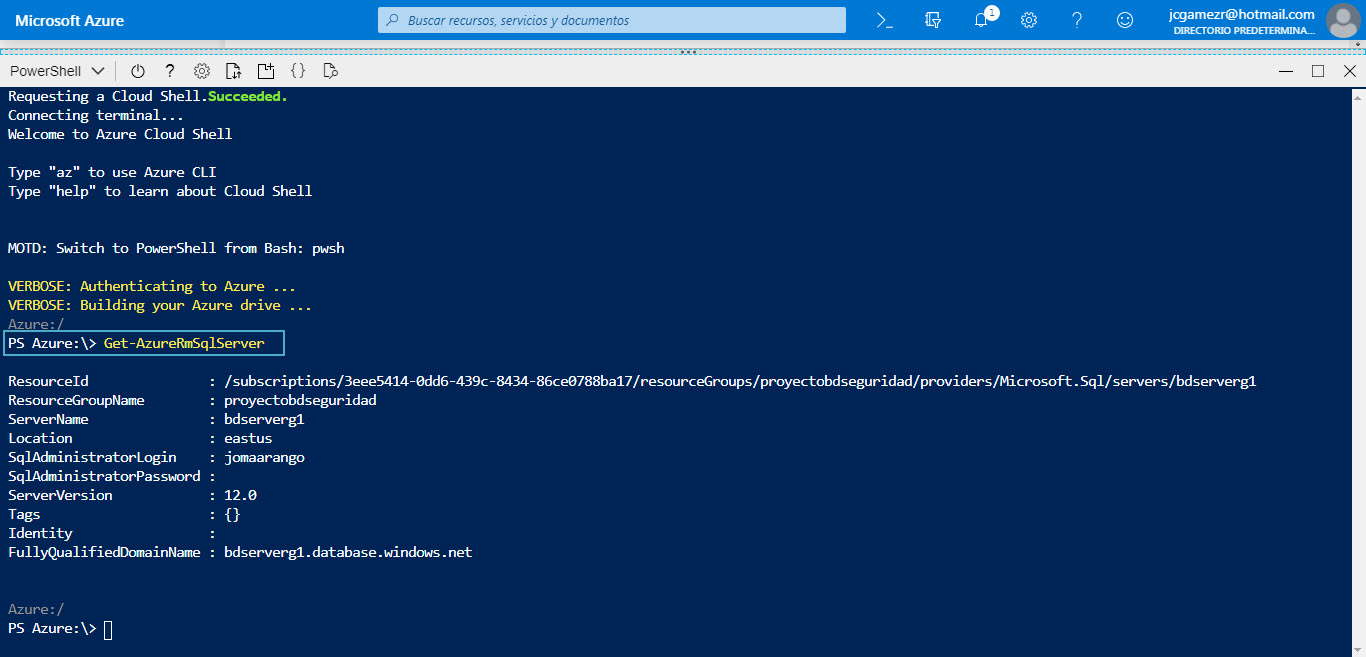 Microsoft Azure
Buscar recursos, servicios y documentos
>_
1
?
jcgamezr@hotmail.com
DIRECTORIO PREDETERMINA...
PowerShell
?
{}
Requesting a Cloud Shell.Succeeded.
Connecting terminal...
Welcome to Azure Cloud Shell
Type "az" to use Azure CLI
Type "help" to learn about Cloud Shell
MOTD: Switch to PowerShell from Bash: pwsh
VERBOSE: Authenticating to Azure ...
VERBOSE: Building your Azure drive ...
Azure:/
PS Azure:\> Get-AzureRmSqlServer
ResourceId : /subscriptions/3eee5414-0dd6-439c-8434-86ce0788ba17/resourceGroups/proyectobdseguridad/providers/Microsoft.Sql/servers/bdserverg1
ResourceGroupName : proyectobdseguridad
ServerName : bdserverg1
Location : eastus
SqlAdministratorLogin : jomaarango
SqlAdministratorPassword :
ServerVersion : 12.0
Tags : {}
Identity :
FullyQualifiedDomainName : bdserverg1.database.windows.net
Azure:/
PS Azure:\>